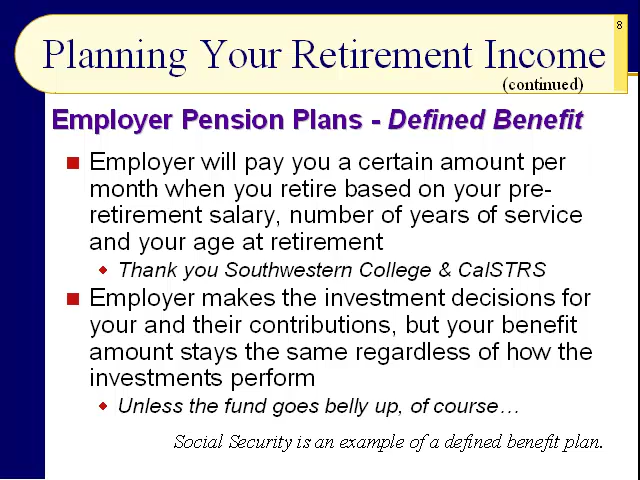 8
Planning Your Retirement Income
(continued)
Employer Pension Plans - Defined Benefit
Employer will pay you a certain amount per
month when you retire based on your pre-
retirement salary, number of years of service
and your age at retirement
Thank you Southwestern College & CalSTRS
Employer makes the investment decisions for
your and their contributions, but your benefit
amount stays the same regardless of how the
investments perform
Unless the fund goes belly up, of course…
Social Security is an example of a defined benefit plan.